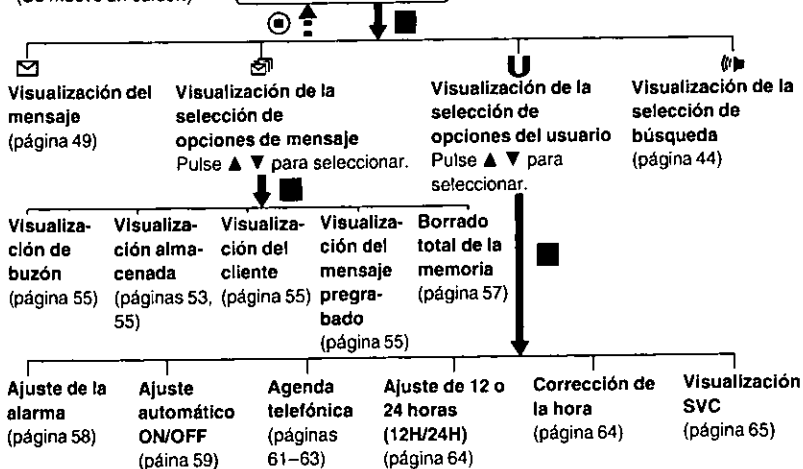 (Se mueve un cursor.)
Visualización del
mensaje
(página 49)
Visualización de la
selección de
opciones de mensaje
Pulse ▲ ▼ para seleccionar.
Visualización de la
selección de
opciones del usuario
Pulse ▲ ▼ para
seleccionar.
Visualización de la
selección de
búsqueda
(página 44)
Visualiza-
ción de
buzón
(página 55)
Visualiza-
ción alma-
cenada
(páginas 53,
55)
Visualiza-
ción del
cliente
(página 55)
Visualiza-
ción del
mensaje
pregra-
bado
(página 55)
Borrado
total de la
memoria
(página 57)
Ajuste de la
alarma
(página 58)
Ajuste
automático
ON/OFF
(páina 59)
Agenda
telefónica
(páginas
61–63)
Ajuste de 12 o
24 horas
(12H/24H)
(página 64)
Corrección de
la hora
(página 64)
Visualización
SVC
(página 65)